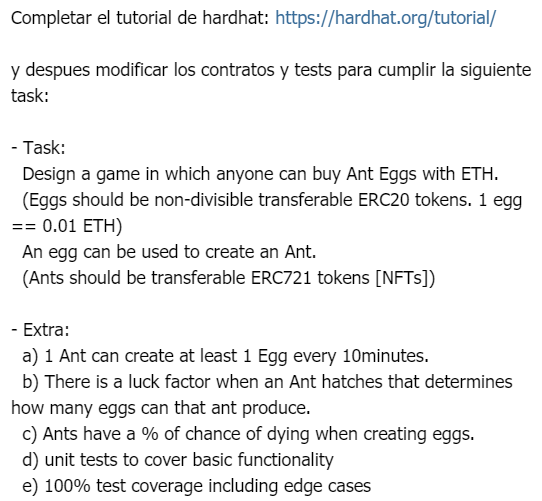 Completar el tutorial de hardhat: https://hardhat.org/tutorial/
y despues modificar los contratos y tests para cumplir la siguiente
task:
- Task:
Design a game in which anyone can buy Ant Eggs with ETH.
(Eggs should be non-divisible transferable ERC20 tokens. 1 egg
== 0.01 ETH)
An egg can be used to create an Ant.
(Ants should be transferable ERC721 tokens [NFTs])
- Extra:
a) 1 Ant can create at least 1 Egg every 10minutes.
b) There is a luck factor when an Ant hatches that determines
how many eggs can that ant produce.
c) Ants have a % of chance of dying when creating eggs.
d) unit tests to cover basic functionality
e) 100% test coverage including edge cases